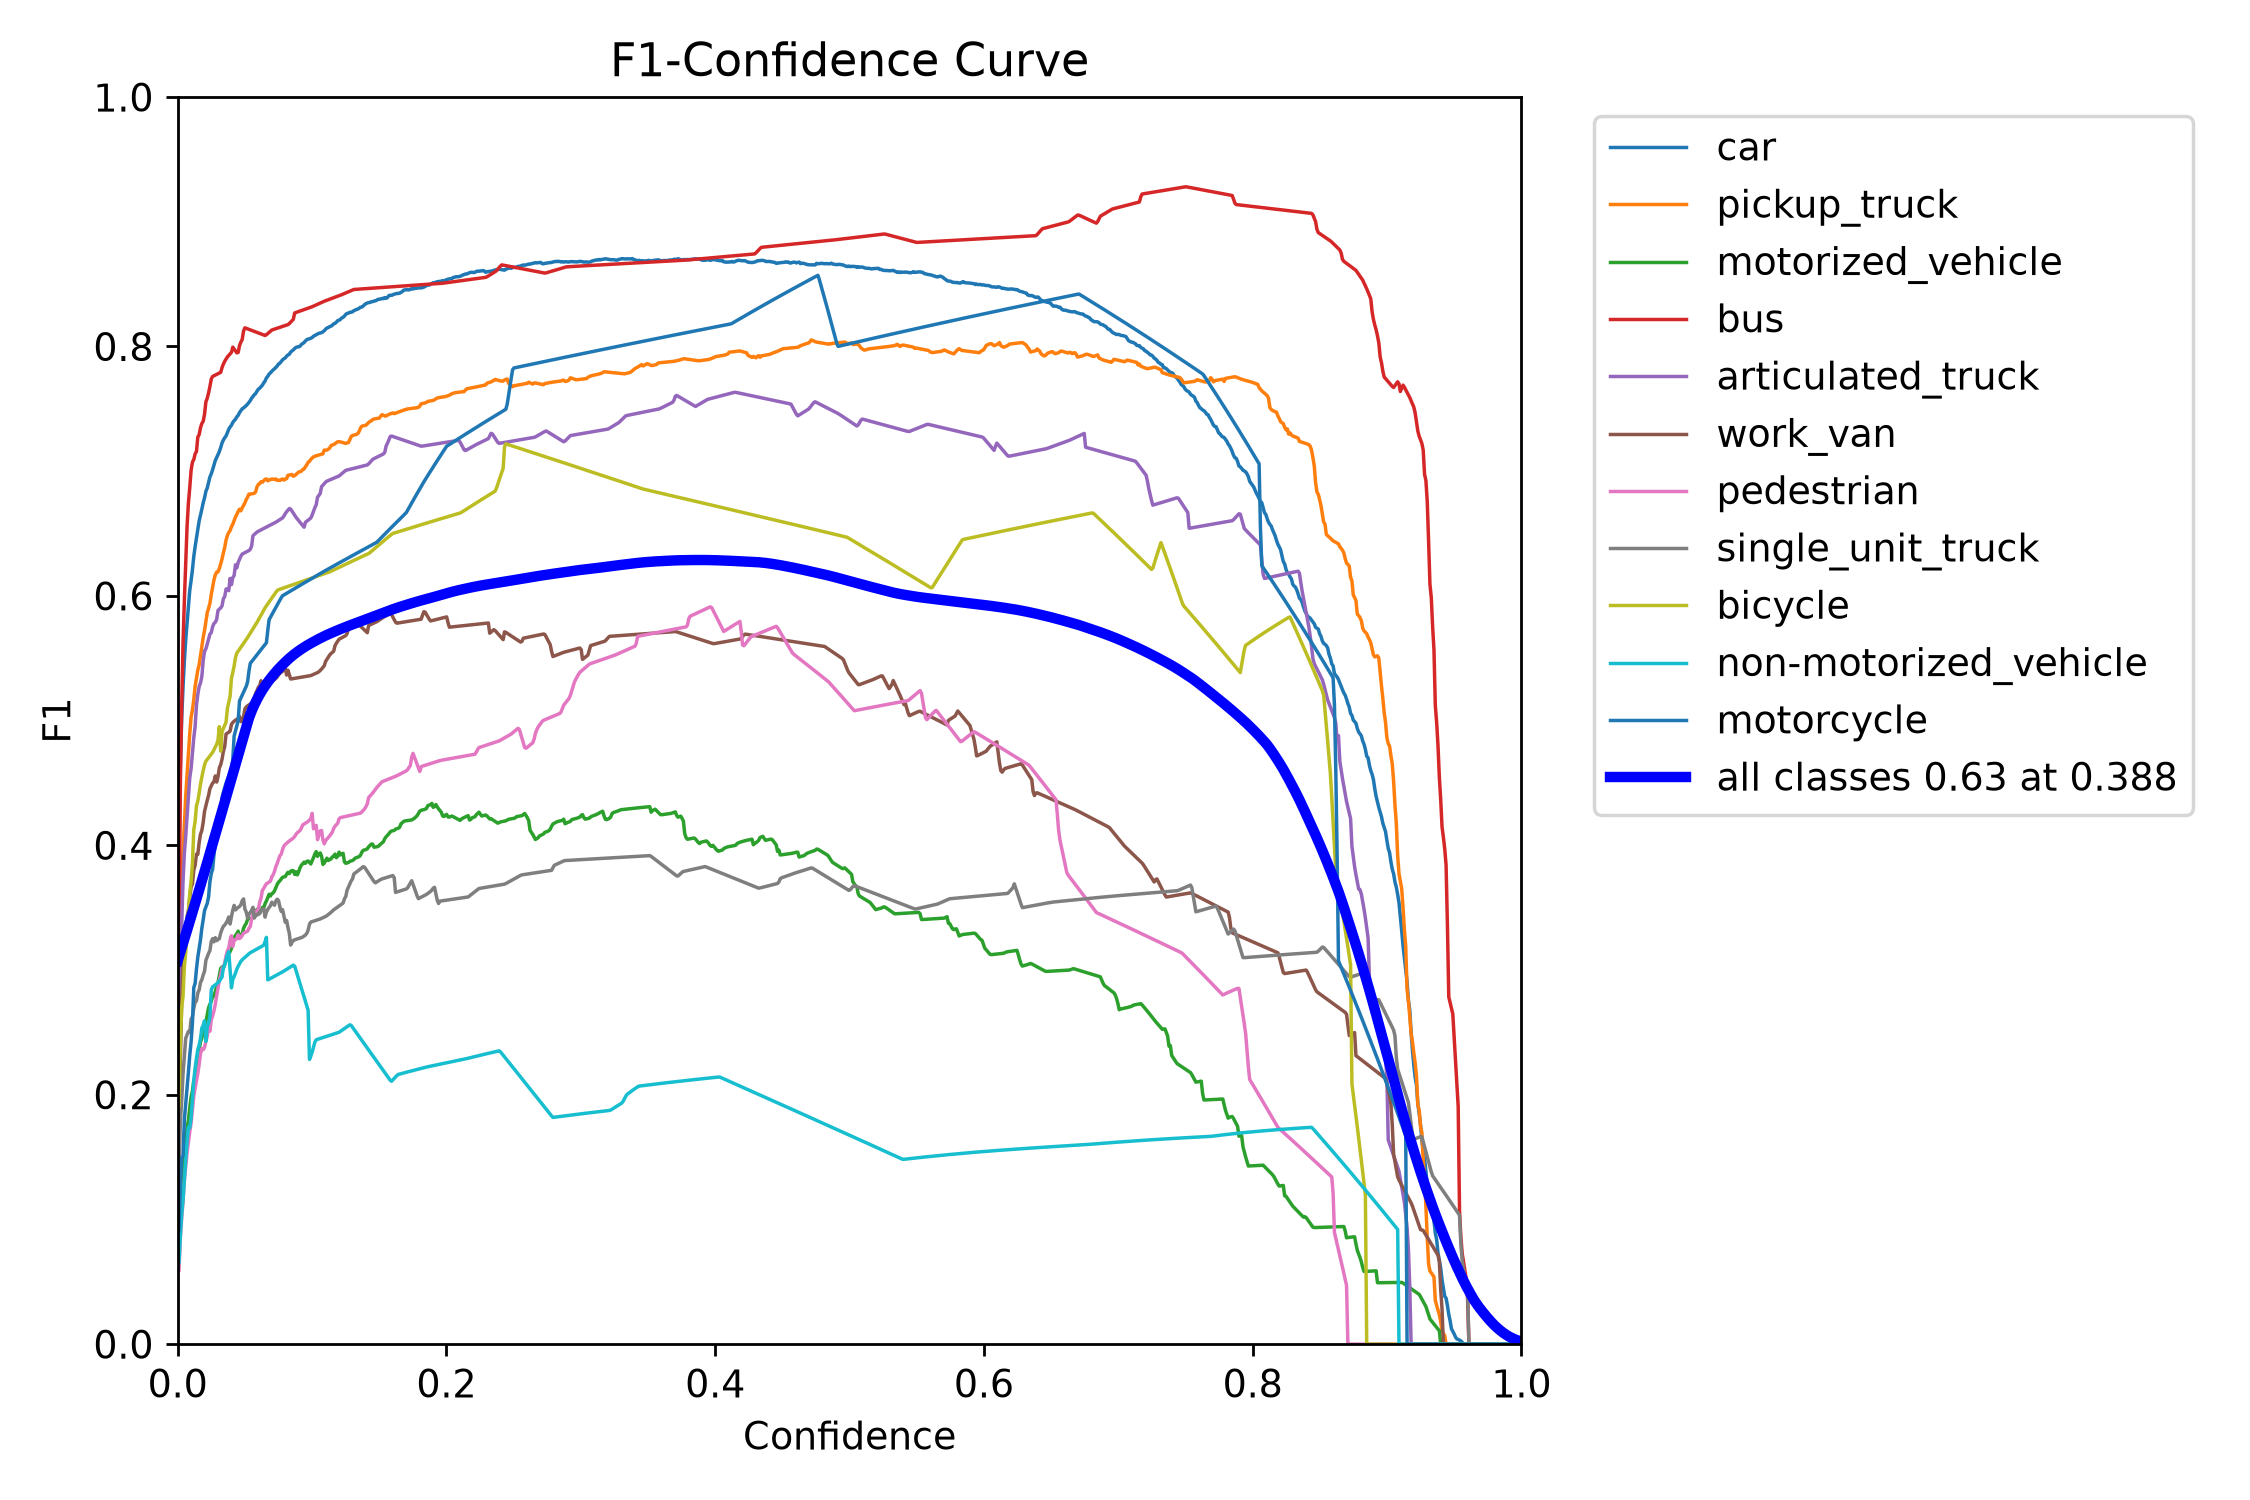 F1-Confidence Curve
1.0
0.8
0.6
0.4
0.2
0.0
F1
0.0 0.2 0.4 0.6 0.8 1.0
Confidence
car
pickup_truck
motorized_vehicle
bus
articulated_truck
work_van
pedestrian
single_unit_truck
bicycle
non-motorized_vehicle
motorcycle
all classes 0.63 at 0.388